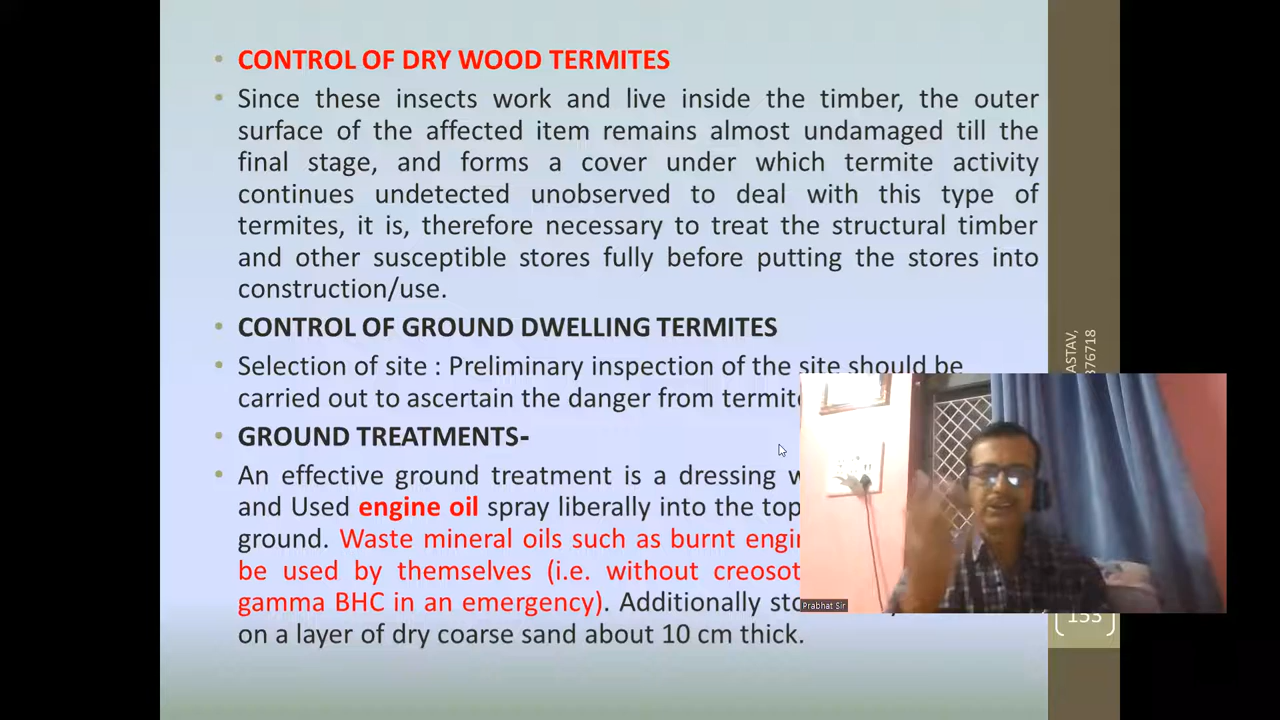 CONTROL OF DRY WOOD TERMITES
Since these insects work and live inside the timber, the outer
surface of the affected item remains almost undamaged till the
final stage, and forms a cover under which termite activity
continues undetected unobserved to deal with this type of
termites, it is, therefore necessary to treat the structural timber
and other susceptible stores fully before putting the stores into
construction/use.
CONTROL OF GROUND DWELLING TERMITES
Selection of site : Preliminary inspection of the site should be
carried out to ascertain the danger from
GROUND TREATMENTS-
An effective ground treatment is a dressing
and Used engine oil spray liberally into the top
ground. Waste mineral oils such as burnt
be used by themselves (i.e. without
gamma BHC in an emergency). Additionally
on a layer of dry coarse sand about 10 cm thick.
ASTAV,
376718
Prabhat Sir
153